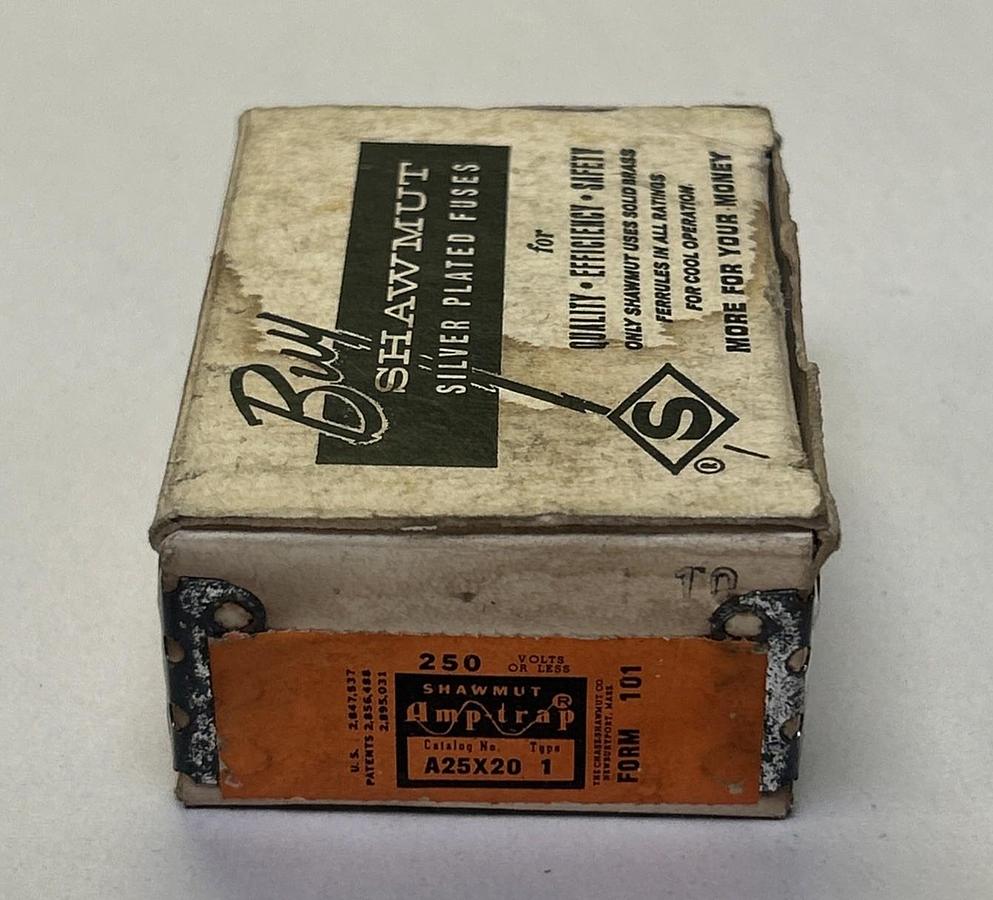 Buy
SHAWMUT
SILVER PLATED FUSES
for
QUALITY • EFFICIENCY • SAFETY
ONLY SHAWMUT USES SOLID BRASS
FERRULES IN ALL RATINGS
FOR COOL OPERATION.
MORE FOR YOUR MONEY
S
®
TD
250 VOLTS
OR LESS
U. S. 2,847,537
PATENTS 2,856,488
2,895,031
SHAWMUT
Amp-trap®
Catalog No. Type
A25X20 1
THE CHASE-SHAWMUT CO.
NEWBURYPORT, MASS.
FORM 101